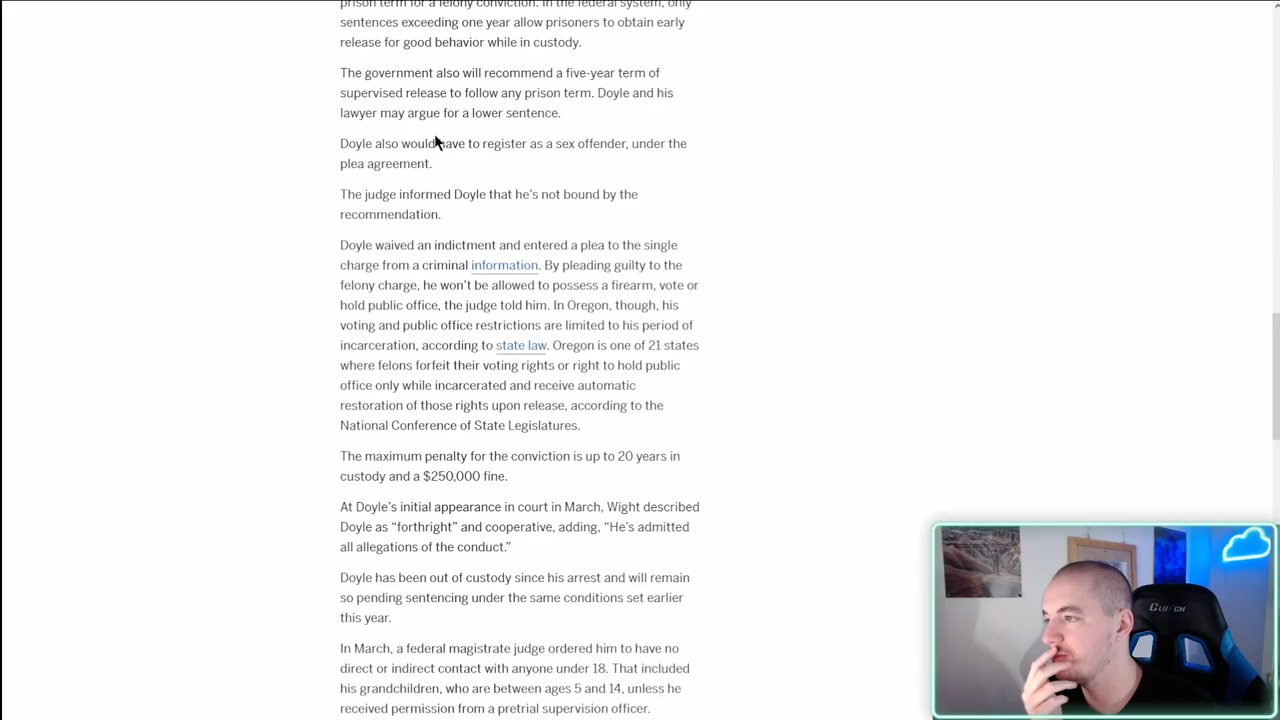 prison term for a felony conviction. In the federal system, only
sentences exceeding one year allow prisoners to obtain early
release for good behavior while in custody.
The government also will recommend a five-year term of
supervised release to follow any prison term. Doyle and his
lawyer may argue for a lower sentence.
Doyle also would have to register as a sex offender, under the
plea agreement.
The judge informed Doyle that he’s not bound by the
recommendation.
Doyle waived an indictment and entered a plea to the single
charge from a criminal information. By pleading guilty to the
felony charge, he won’t be allowed to possess a firearm, vote or
hold public office, the judge told him. In Oregon, though, his
voting and public office restrictions are limited to his period of
incarceration, according to state law. Oregon is one of 21 states
where felons forfeit their voting rights or right to hold public
office only while incarcerated and receive automatic
restoration of those rights upon release, according to the
National Conference of State Legislatures.
The maximum penalty for the conviction is up to 20 years in
custody and a $250,000 fine.
At Doyle’s initial appearance in court in March, Wight described
Doyle as “forthright” and cooperative, adding, “He’s admitted
all allegations of the conduct.”
Doyle has been out of custody since his arrest and will remain
so pending sentencing under the same conditions set earlier
this year.
In March, a federal magistrate judge ordered him to have no
direct or indirect contact with anyone under 18. That included
his grandchildren, who are between ages 5 and 14, unless he
received permission from a pretrial supervision officer.
CLUTCH